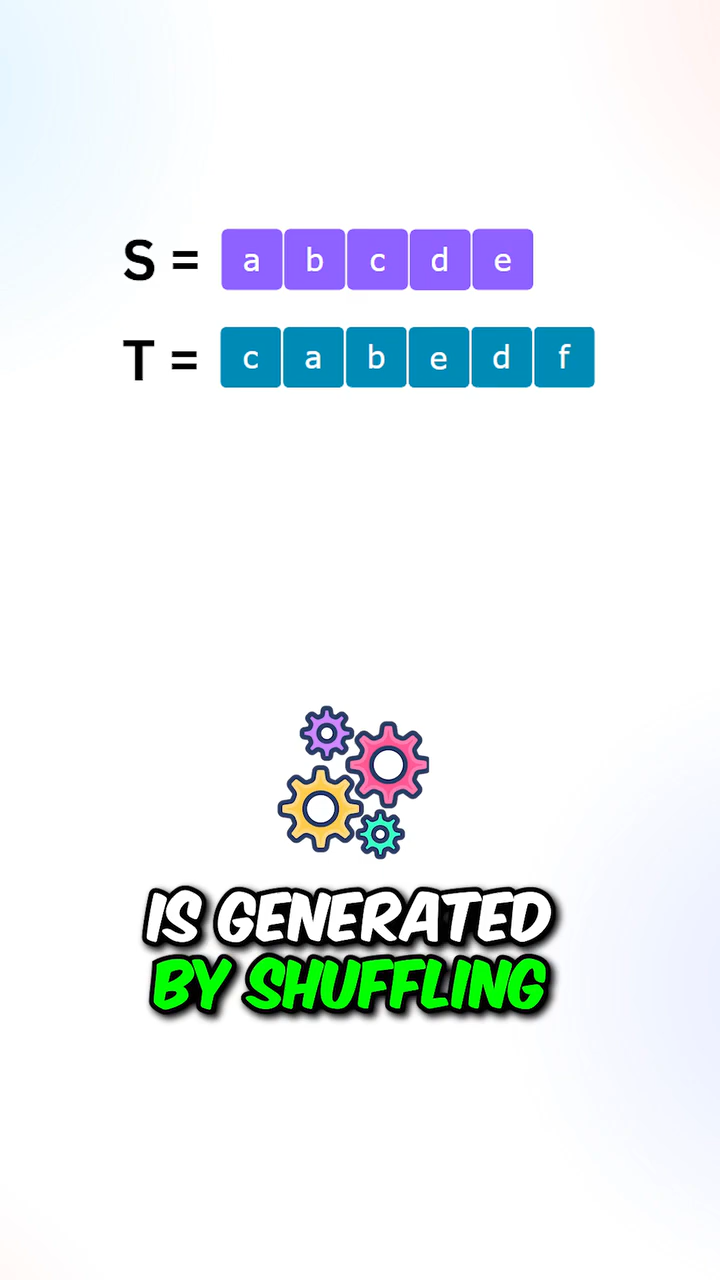 S = a b c d e
T = c a b e d f
IS GENERATED
BY SHUFFLING